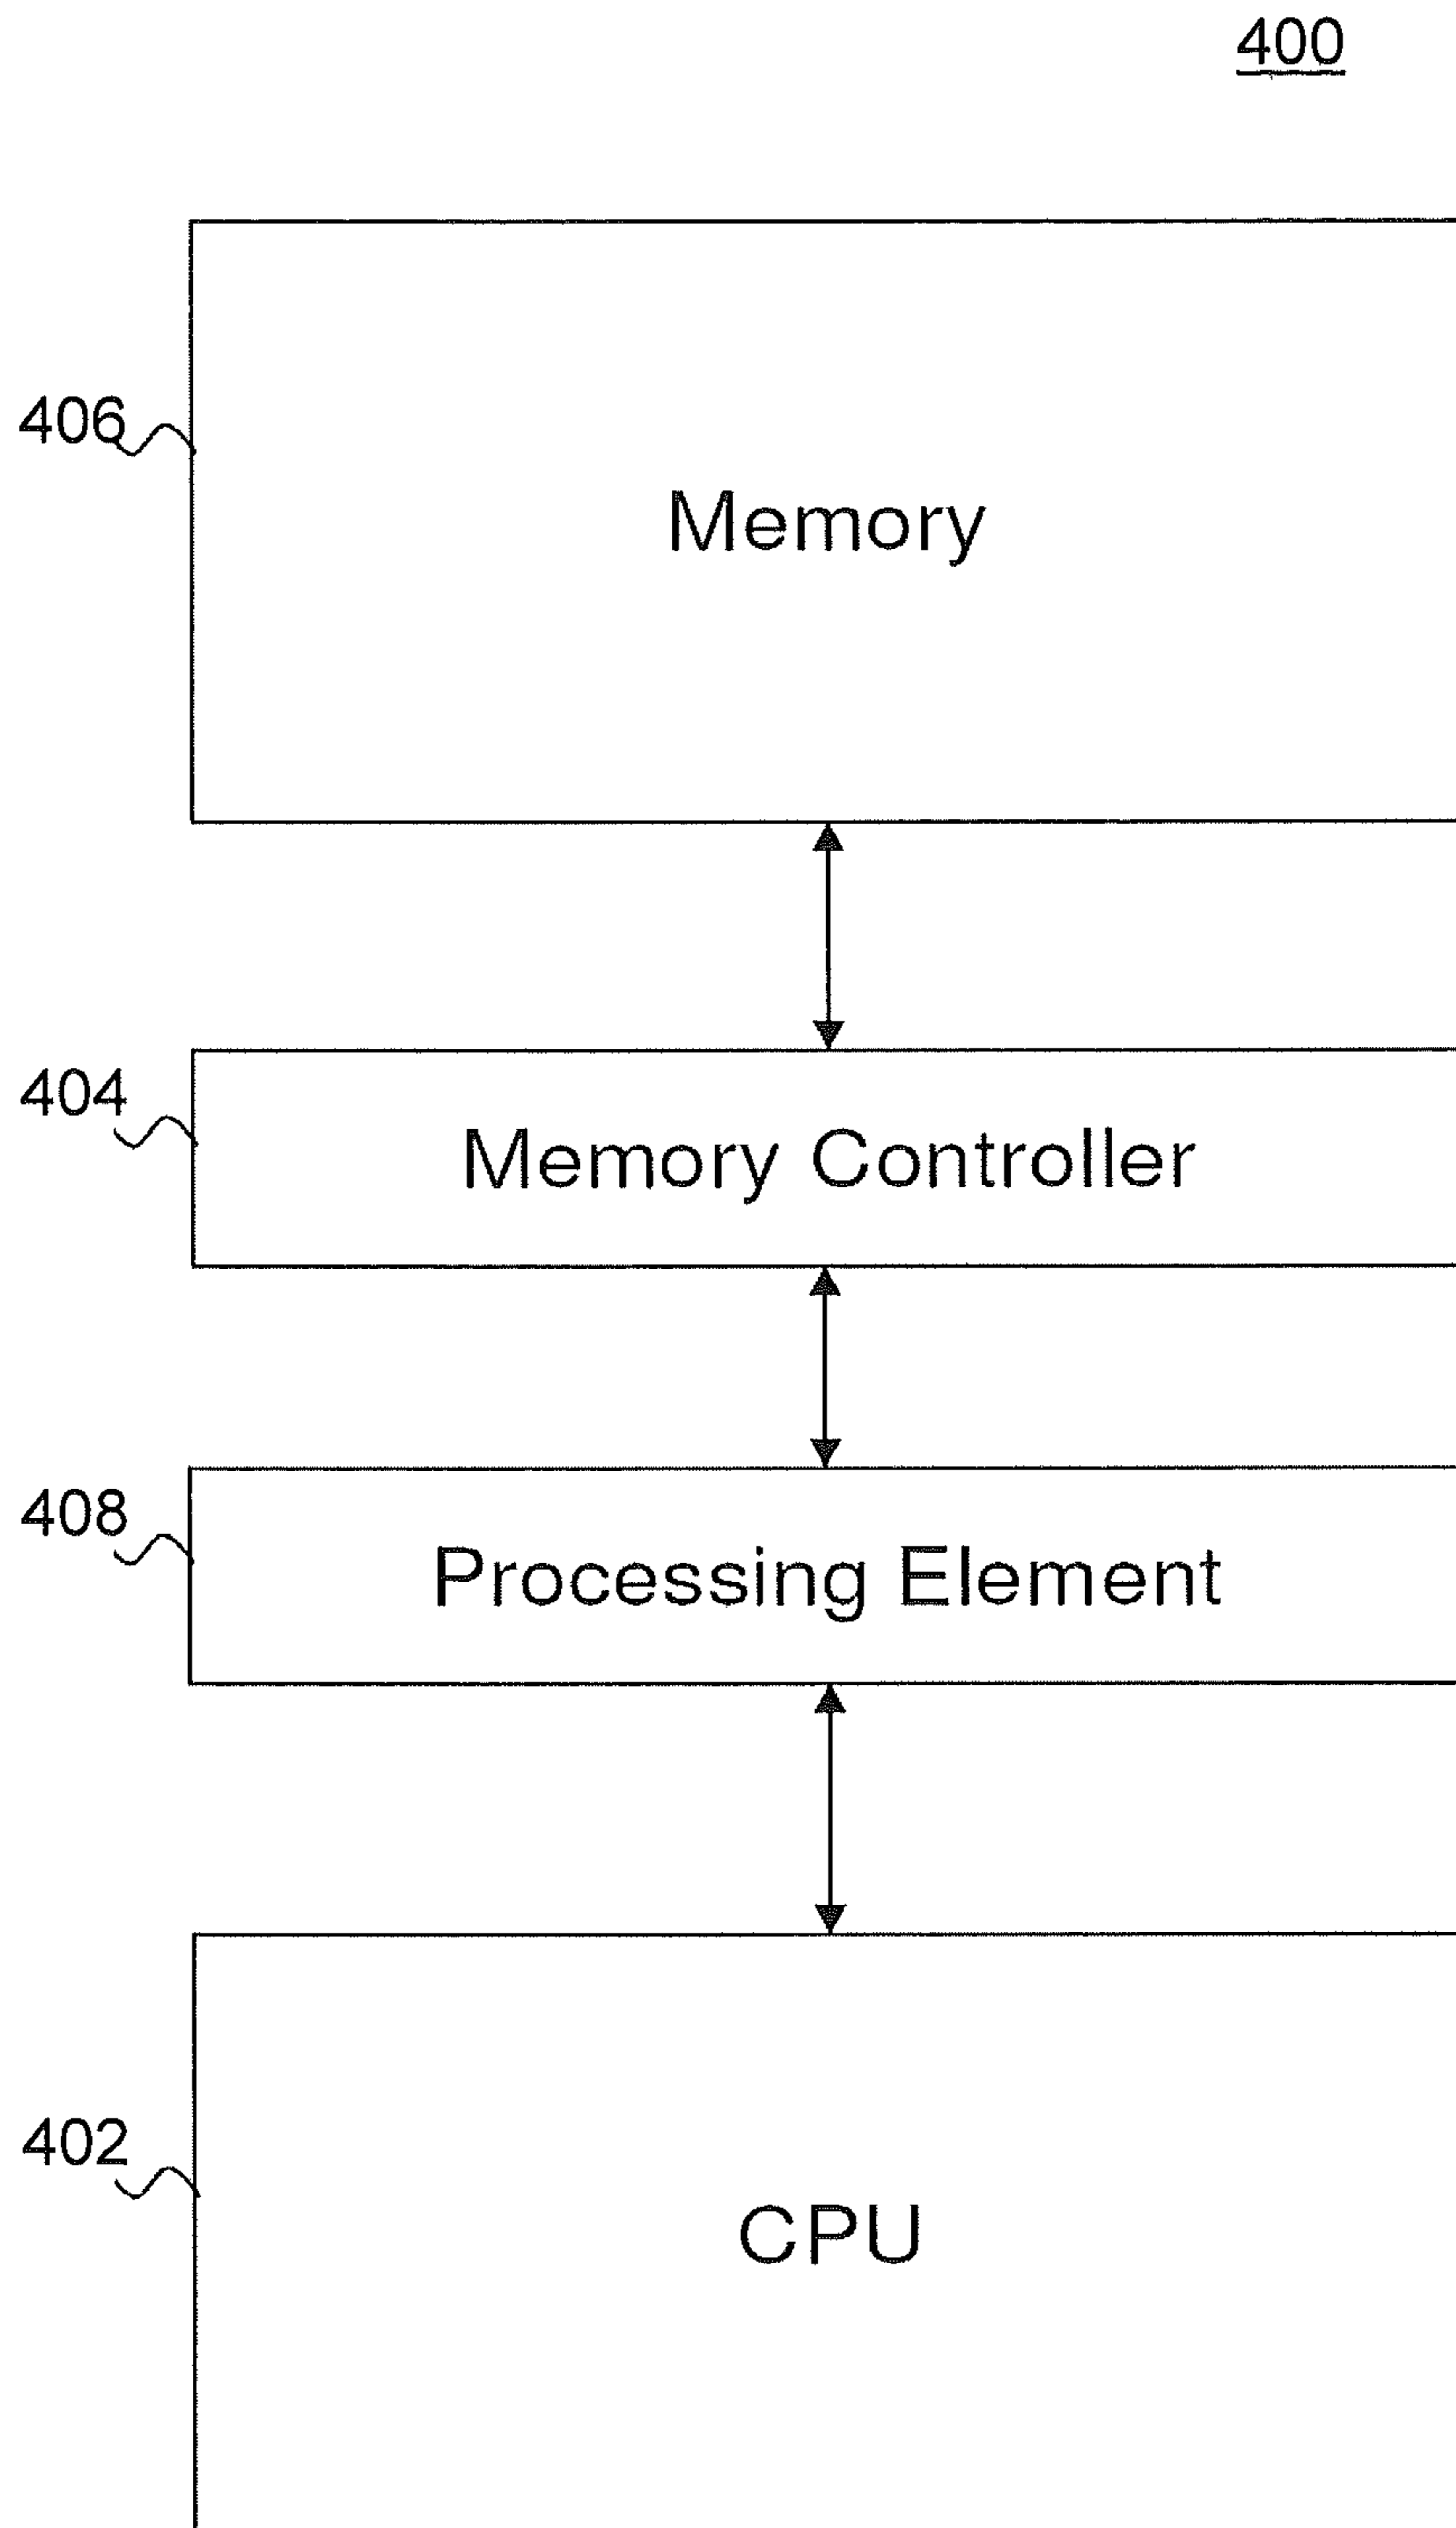 400
406
Memory
404
Memory Controller
408
Processing Element
402
CPU